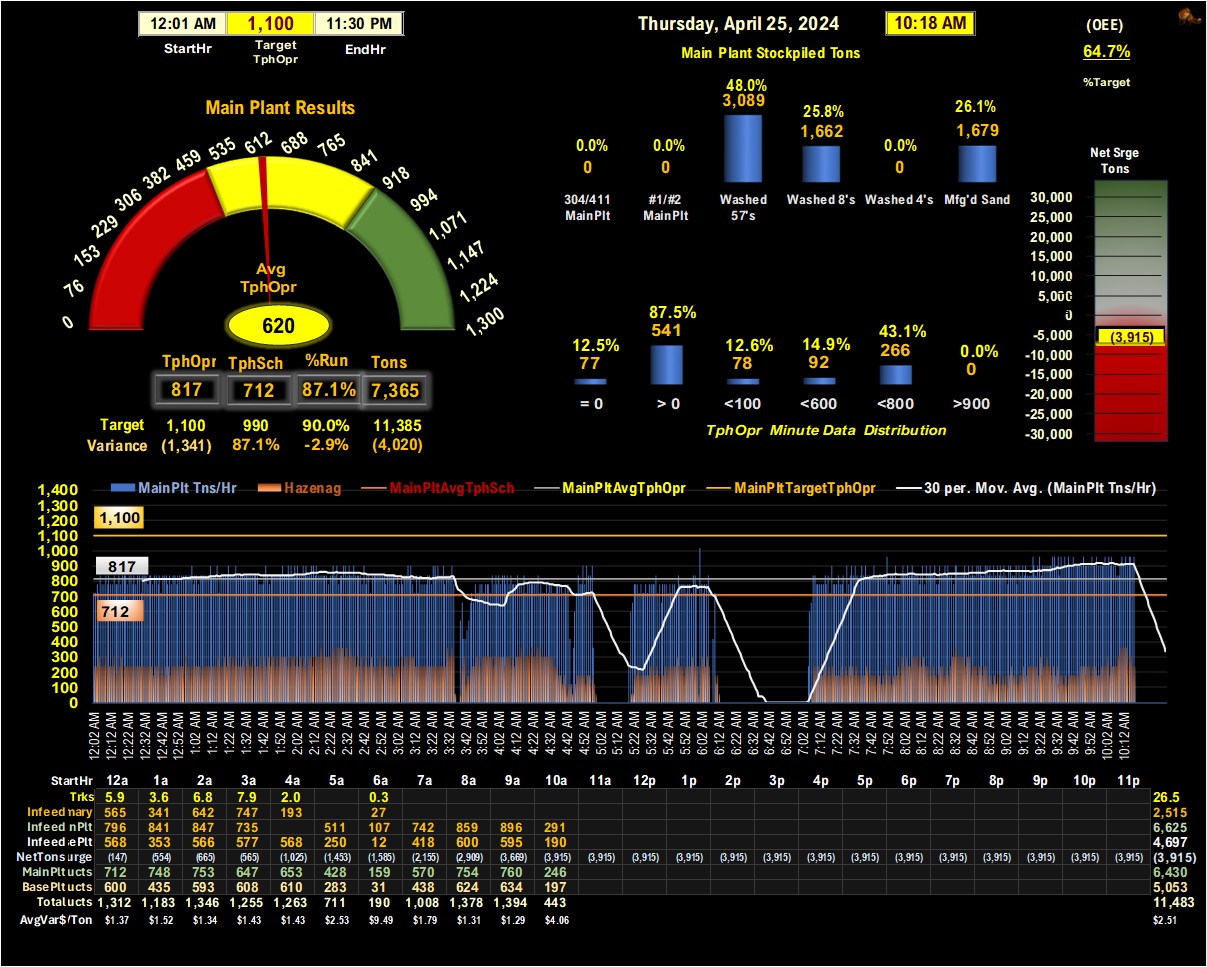 12:01 AM 1,100 11:30 PM
StartHr Target TphOpr EndHr
Thursday, April 25, 2024 10:18 AM
(OEE)
64.7%
%Target
Main Plant Stockpiled Tons
Main Plant Results
0 76 153 229 306 382 459 535 612 688 765 841 918 994 1,071 1,147 1,224 1,300
Avg
TphOpr
620
TphOpr TphSch %Run Tons
817 712 87.1% 7,365
Target 1,100 990 90.0% 11,385
Variance (1,341) 87.1% -2.9% (4,020)
0.0% 0.0% 48.0% 25.8% 0.0% 26.1%
0 0 3,089 1,662 0 1,679
304/411 MainPlt #1/#2 MainPlt Washed 57's Washed 8's Washed 4's Mfg'd Sand
12.5% 87.5% 12.6% 14.9% 43.1% 0.0%
77 541 78 92 266 0
= 0 > 0 <100 <600 <800 >900
TphOpr Minute Data Distribution
Net Srge
Tons
30,000
25,000
20,000
15,000
10,000
5,000
0
-5,000
(3,915)
-10,000
-15,000
-20,000
-25,000
-30,000
MainPlt Tns/Hr Hazenag MainPltAvgTphSch MainPltAvgTphOpr MainPltTargetTphOpr 30 per. Mov. Avg. (MainPlt Tns/Hr)
1,400
1,300
1,200
1,100
1,000
900
800
700
600
500
400
300
200
100
0
1,100
817
712
12:02 AM 12:12 AM 12:22 AM 12:32 AM 12:42 AM 12:52 AM 1:02 AM 1:12 AM 1:22 AM 1:32 AM 1:42 AM 1:52 AM 2:02 AM 2:12 AM 2:22 AM 2:32 AM 2:42 AM 2:52 AM 3:02 AM 3:12 AM 3:22 AM 3:32 AM 3:42 AM 3:52 AM 4:02 AM 4:12 AM 4:22 AM 4:32 AM 4:42 AM 4:52 AM 5:02 AM 5:12 AM 5:22 AM 5:32 AM 5:42 AM 5:52 AM 6:02 AM 6:12 AM 6:22 AM 6:32 AM 6:42 AM 6:52 AM 7:02 AM 7:12 AM 7:22 AM 7:32 AM 7:42 AM 7:52 AM 8:02 AM 8:12 AM 8:22 AM 8:32 AM 8:42 AM 8:52 AM 9:02 AM 9:12 AM 9:22 AM 9:32 AM 9:42 AM 9:52 AM 10:02 AM 10:12 AM
StartHr 12a 1a 2a 3a 4a 5a 6a 7a 8a 9a 10a 11a 12p 1p 2p 3p 4p 5p 6p 7p 8p 9p 10p 11p
Trks 5.9 3.6 6.8 7.9 2.0 0.3 26.5
Infeed mary 565 341 642 747 193 27 2,515
Infeed nPlt 796 841 847 735 511 107 742 859 896 291 6,625
Infeed ePlt 568 353 566 577 568 250 12 418 600 595 190 4,697
NetTons urge (147) (554) (665) (565) (1,025) (1,453) (1,585) (2,155) (2,909) (3,669) (3,915) (3,915) (3,915) (3,915) (3,915) (3,915) (3,915) (3,915) (3,915) (3,915) (3,915) (3,915) (3,915) (3,915) (3,915)
MainPlt ucts 712 748 753 647 653 428 159 570 754 760 246 6,430
BasePlt ucts 600 435 593 608 610 283 31 438 624 634 197 5,053
Total ucts 1,312 1,183 1,346 1,255 1,263 711 190 1,008 1,378 1,394 443 11,483
AvgVar$/Ton $1.37 $1.52 $1.34 $1.43 $1.43 $2.53 $9.49 $1.79 $1.31 $1.29 $4.06 $2.51